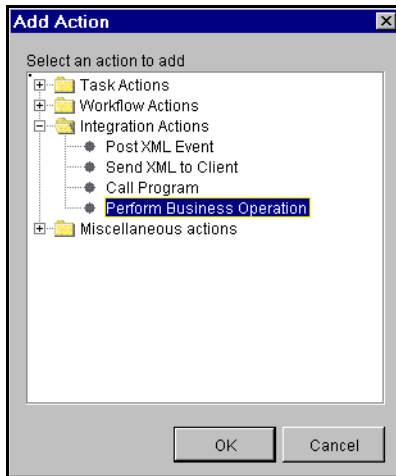 Add Action
Select an action to add
Task Actions
Workflow Actions
Integration Actions
Post XML Event
Send XML to Client
Call Program
Perform Business Operation
Miscellaneous actions
OK Cancel